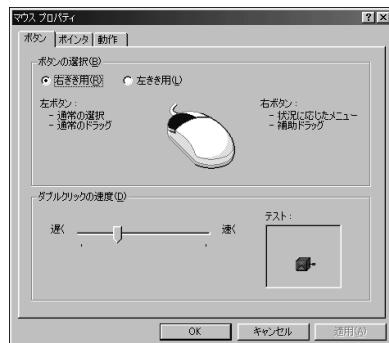 マウス プロパティ
ボタン ポインタ 動作
ボタンの選択(B)
右きき用(R) 左きき用(L)
左ボタン :
- 通常の選択
- 通常のドラッグ
右ボタン :
- 状況に応じたメニュー
- 補助ドラッグ
ダブルクリックの速度(D)
遅く 速く
テスト :
OK キャンセル 適用(A)